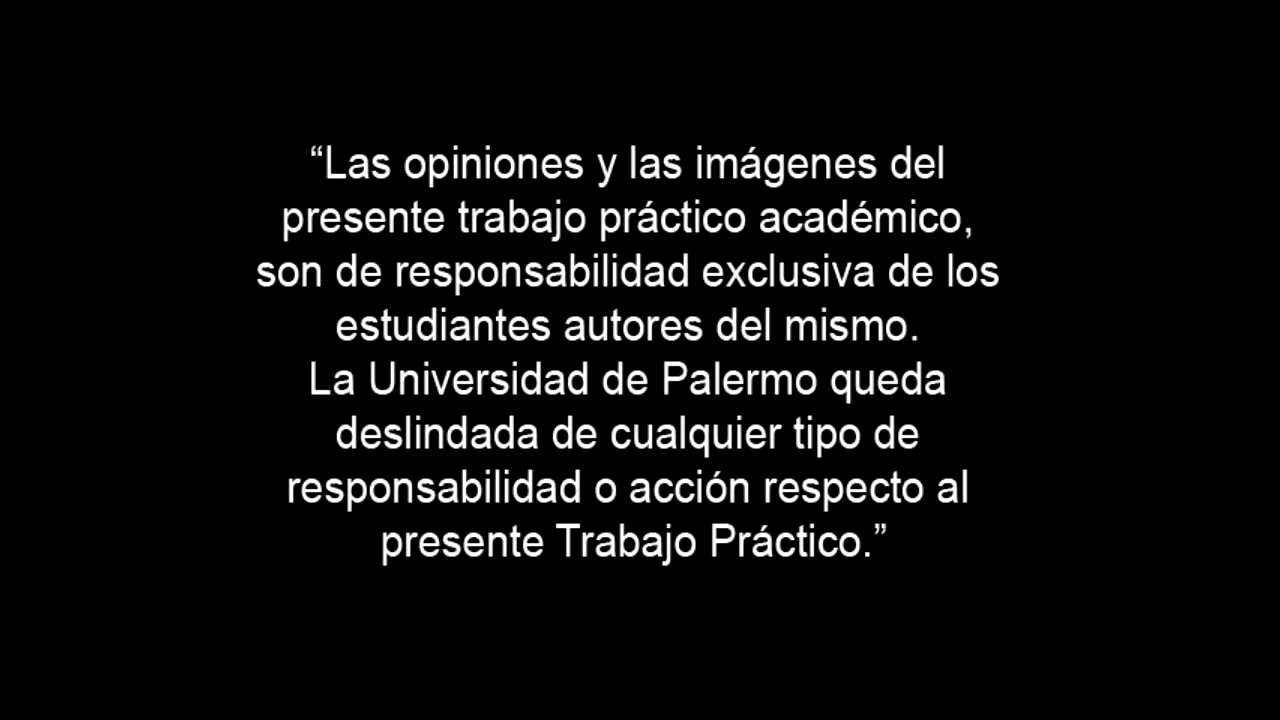 “Las opiniones y las imágenes del
presente trabajo práctico académico,
son de responsabilidad exclusiva de los
estudiantes autores del mismo.
La Universidad de Palermo queda
deslindada de cualquier tipo de
responsabilidad o acción respecto al
presente Trabajo Práctico.”